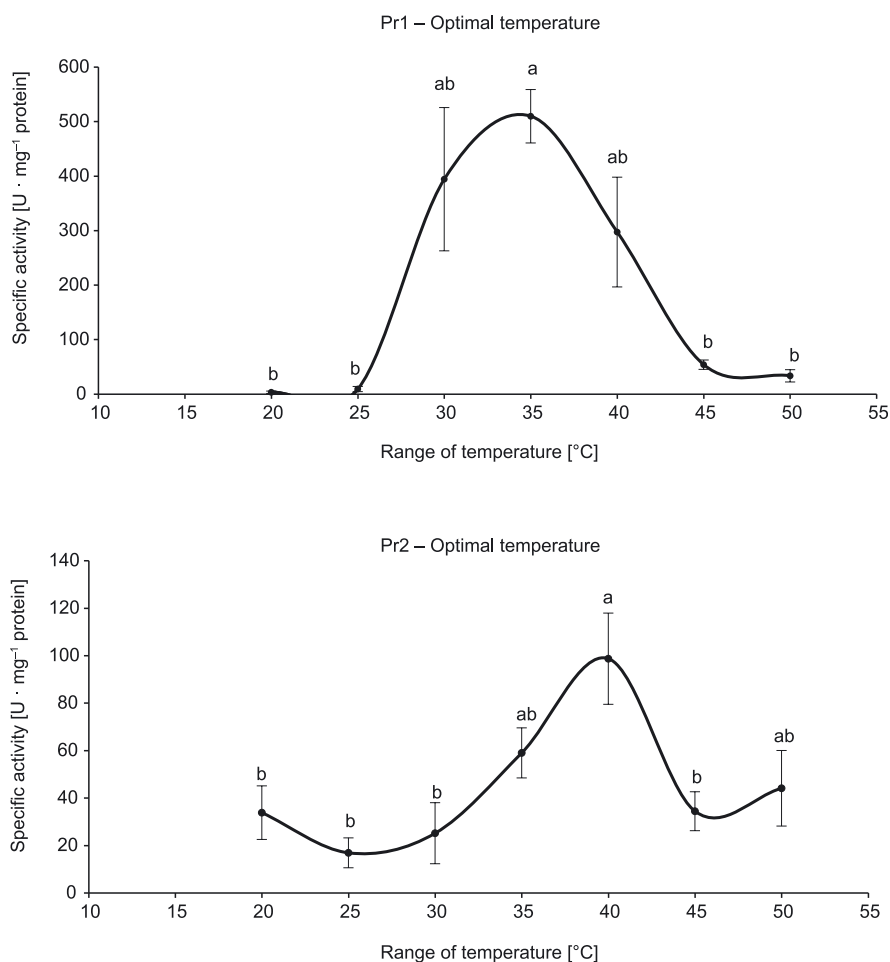 Pr1 – Optimal temperature
Specific activity [U · mg⁻¹ protein]
600
500
400
300
200
100
0
b
b
ab
a
ab
b
b
10 15 20 25 30 35 40 45 50 55
Range of temperature [°C]
Pr2 – Optimal temperature
Specific activity [U · mg⁻¹ protein]
140
120
100
80
60
40
20
0
b
b
b
ab
a
b
ab
10 15 20 25 30 35 40 45 50 55
Range of temperature [°C]